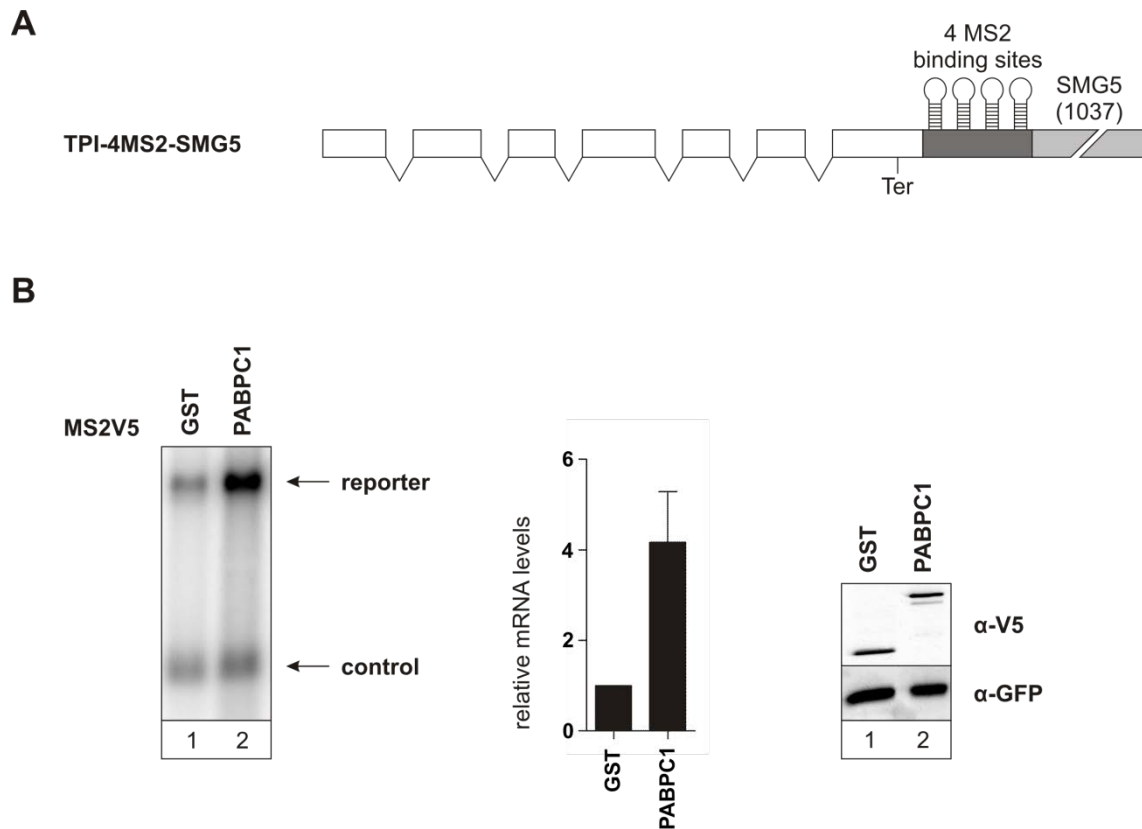 A
4 MS2
binding sites
SMG5
(1037)
TPI-4MS2-SMG5
Ter
B
MS2V5
GST
PABPC1
reporter
control
1 2
relative mRNA levels
6
4
2
0
GST
PABPC1
GST
PABPC1
α-V5
α-GFP
1 2